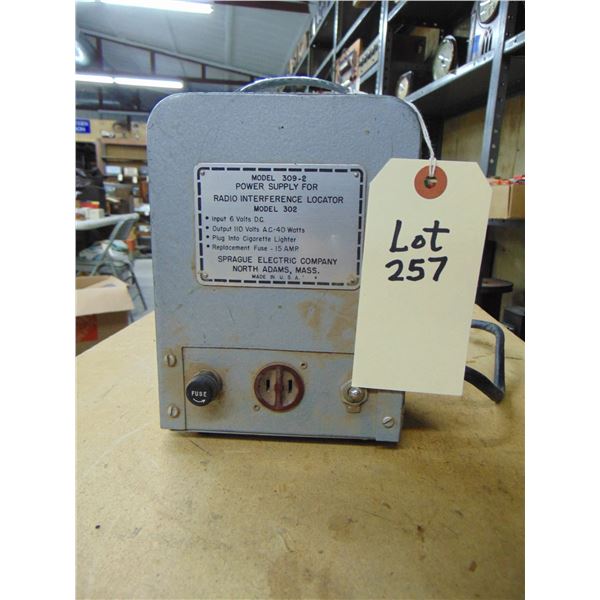 MODEL 309-2
POWER SUPPLY FOR
RADIO INTERFERENCE LOCATOR
MODEL 302
• Input 6 Volts D.C.
• Output 110 Volts A.C.-40 Watts
• Plug Into Cigarette Lighter
• Replacement Fuse - 15 AMP.
SPRAGUE ELECTRIC COMPANY
NORTH ADAMS, MASS.
MADE IN U.S.A.
Lot
257
FUSE